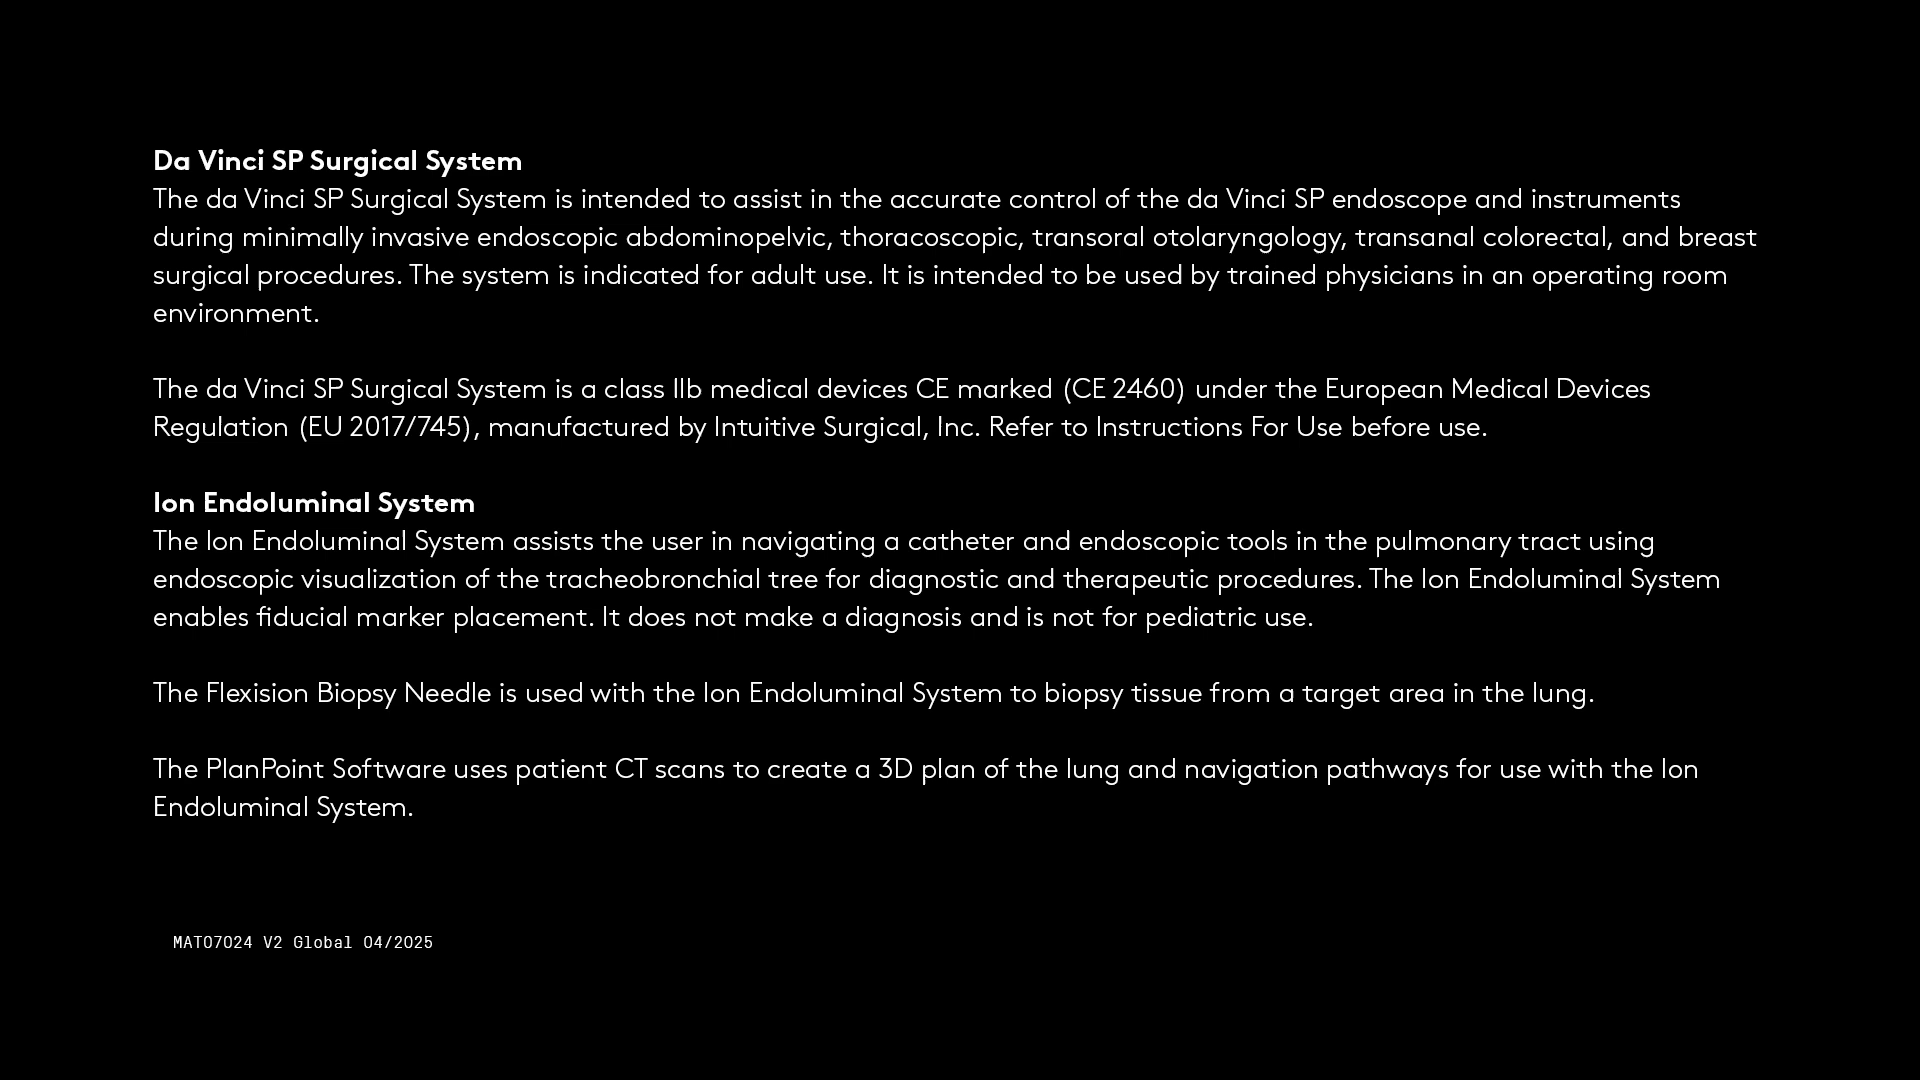 Da Vinci SP Surgical System
The da Vinci SP Surgical System is intended to assist in the accurate control of the da Vinci SP endoscope and instruments
during minimally invasive endoscopic abdominopelvic, thoracoscopic, transoral otolaryngology, transanal colorectal, and breast
surgical procedures. The system is indicated for adult use. It is intended to be used by trained physicians in an operating room
environment.
The da Vinci SP Surgical System is a class IIb medical devices CE marked (CE 2460) under the European Medical Devices
Regulation (EU 2017/745), manufactured by Intuitive Surgical, Inc. Refer to Instructions For Use before use.
Ion Endoluminal System
The Ion Endoluminal System assists the user in navigating a catheter and endoscopic tools in the pulmonary tract using
endoscopic visualization of the tracheobronchial tree for diagnostic and therapeutic procedures. The Ion Endoluminal System
enables fiducial marker placement. It does not make a diagnosis and is not for pediatric use.
The Flexision Biopsy Needle is used with the Ion Endoluminal System to biopsy tissue from a target area in the lung.
The PlanPoint Software uses patient CT scans to create a 3D plan of the lung and navigation pathways for use with the Ion
Endoluminal System.
MAT07024 V2 Global 04/2025